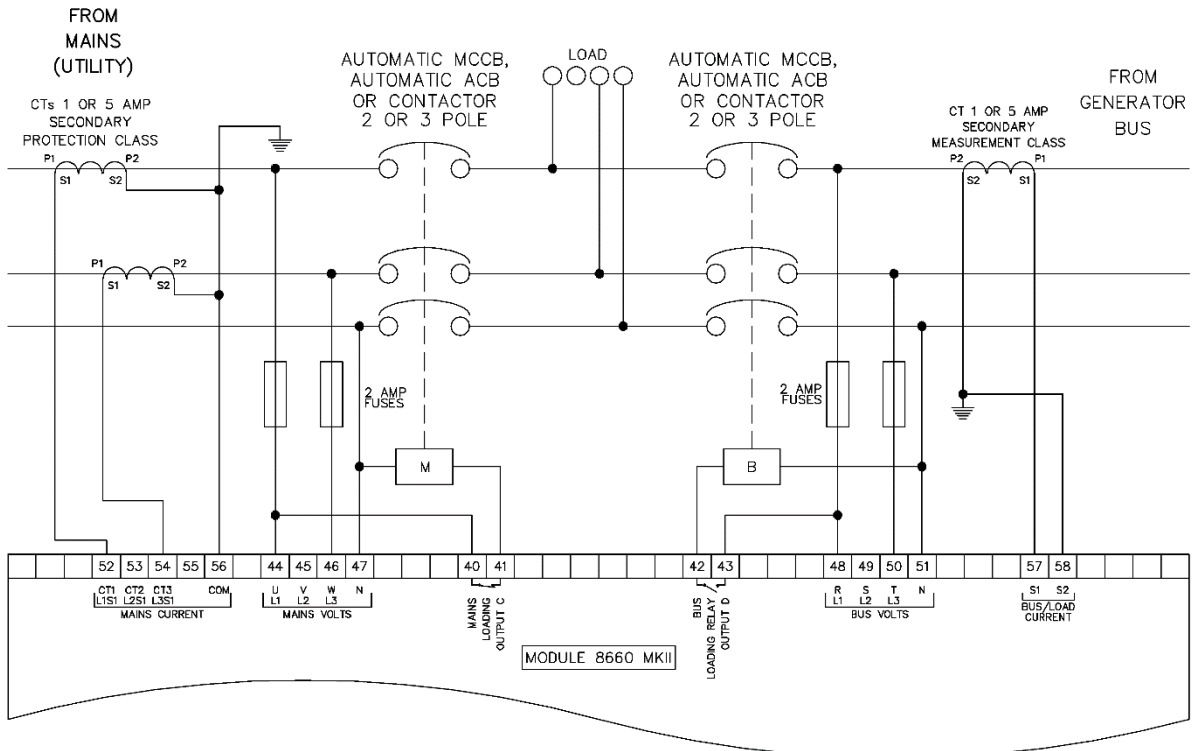 FROM
MAINS
(UTILITY)
CTs 1 OR 5 AMP
SECONDARY
PROTECTION CLASS
AUTOMATIC MCCB,
AUTOMATIC ACB
OR CONTACTOR
2 OR 3 POLE
LOAD
AUTOMATIC MCCB,
AUTOMATIC ACB
OR CONTACTOR
2 OR 3 POLE
CT 1 OR 5 AMP
SECONDARY
MEASUREMENT CLASS
FROM
GENERATOR
BUS
P1 P2
S1 S2
P2 P1
S2 S1
P1 P2
S1 S2
2 AMP
FUSES
2 AMP
FUSES
M
B
52 53 54 55 56 44 45 46 47 40 41 42 43 48 49 50 51 57 58
CT1 CT2 CT3 COM
L1S1 L2S1 L3S1
MAINS CURRENT
U V W N
L1 L2 L3
MAINS VOLTS
MAINS
LOADING
OUTPUT C
BUS
LOADING RELAY
OUTPUT D
R S T N
L1 L2 L3
BUS VOLTS
S1 S2
BUS/LOAD
CURRENT
MODULE 8660 MKII